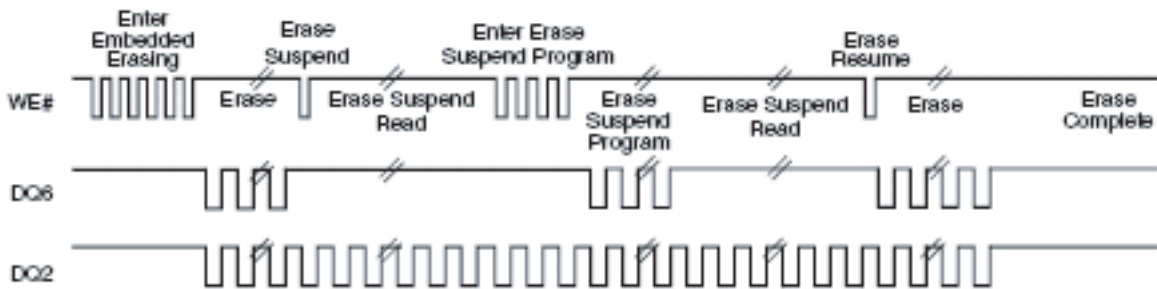 Enter
Embedded
Erasing
Erase
Suspend
Enter Erase
Suspend Program
Erase
Resume
WE#
Erase
Erase Suspend
Read
Erase
Suspend
Program
Erase Suspend
Read
Erase
Erase
Complete
DQ6
DQ2